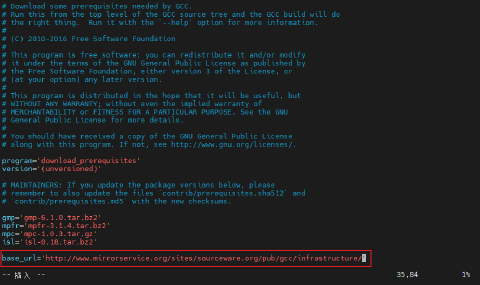 # Download some prerequisites needed by GCC.
# Run this from the top level of the GCC source tree and the GCC build will do
# the right thing.  Run it with the `--help` option for more information.
#
# (C) 2010-2016 Free Software Foundation
#
# This program is free software: you can redistribute it and/or modify
# it under the terms of the GNU General Public License as published by
# the Free Software Foundation, either version 3 of the License, or
# (at your option) any later version.
#
# This program is distributed in the hope that it will be useful, but
# WITHOUT ANY WARRANTY; without even the implied warranty of
# MERCHANTABILITY or FITNESS FOR A PARTICULAR PURPOSE. See the GNU
# General Public License for more details.
#
# You should have received a copy of the GNU General Public License
# along with this program. If not, see http://www.gnu.org/licenses/.

program='download_prerequisites'
version='(unversioned)'

# MAINTAINERS: If you update the package versions below, please
# remember to also update the files `contrib/prerequisites.sha512` and
# `contrib/prerequisites.md5` with the new checksums.

gmp='gmp-6.1.0.tar.bz2'
mpfr='mpfr-3.1.4.tar.bz2'
mpc='mpc-1.0.3.tar.gz'
isl='isl-0.18.tar.bz2'

base_url='http://www.mirrorservice.org/sites/sourceware.org/pub/gcc/infrastructure/'
-- 插入 -- 35,84 1%